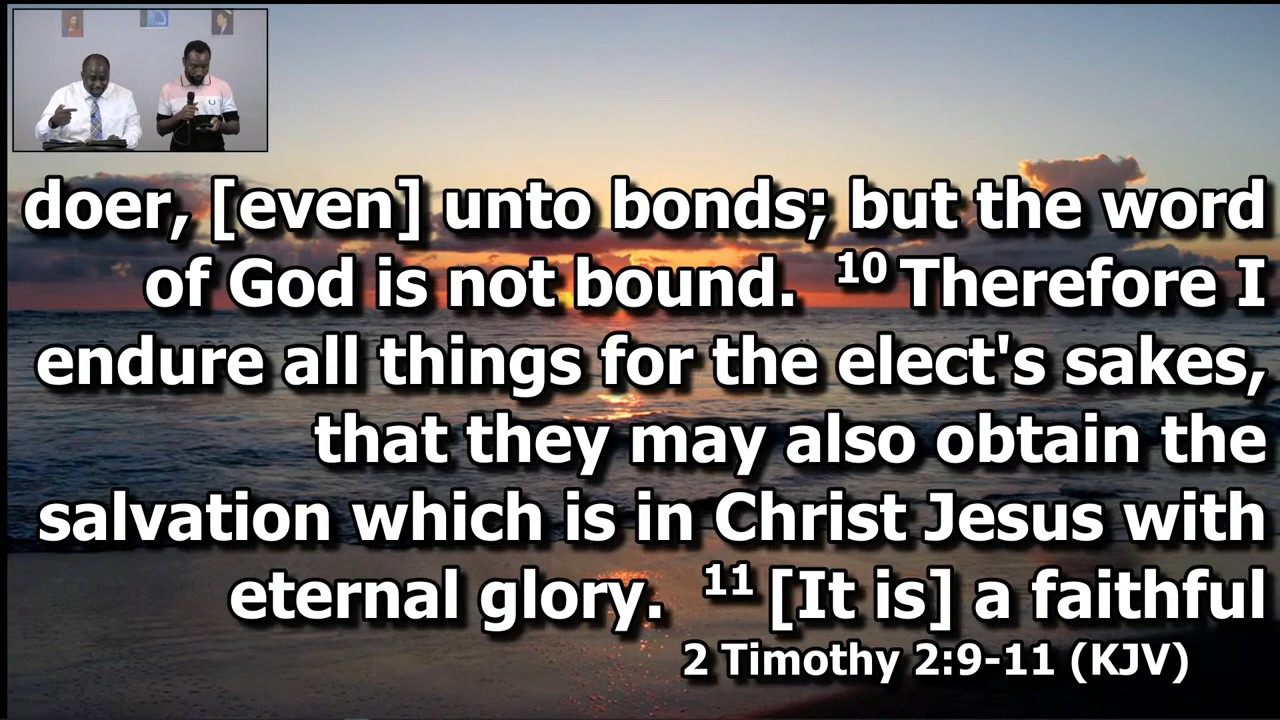 doer, [even] unto bonds; but the word
of God is not bound. 10 Therefore I
endure all things for the elect's sakes,
that they may also obtain the
salvation which is in Christ Jesus with
eternal glory. 11 [It is] a faithful
2 Timothy 2:9-11 (KJV)